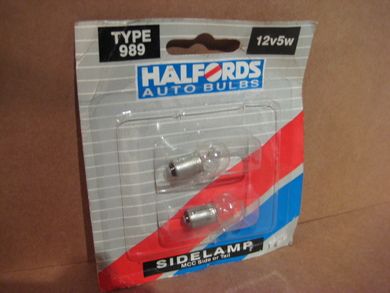 TYPE
989
12v5w
HALFORDS
AUTO BULBS
SIDELAMP
MCC Side or Tail